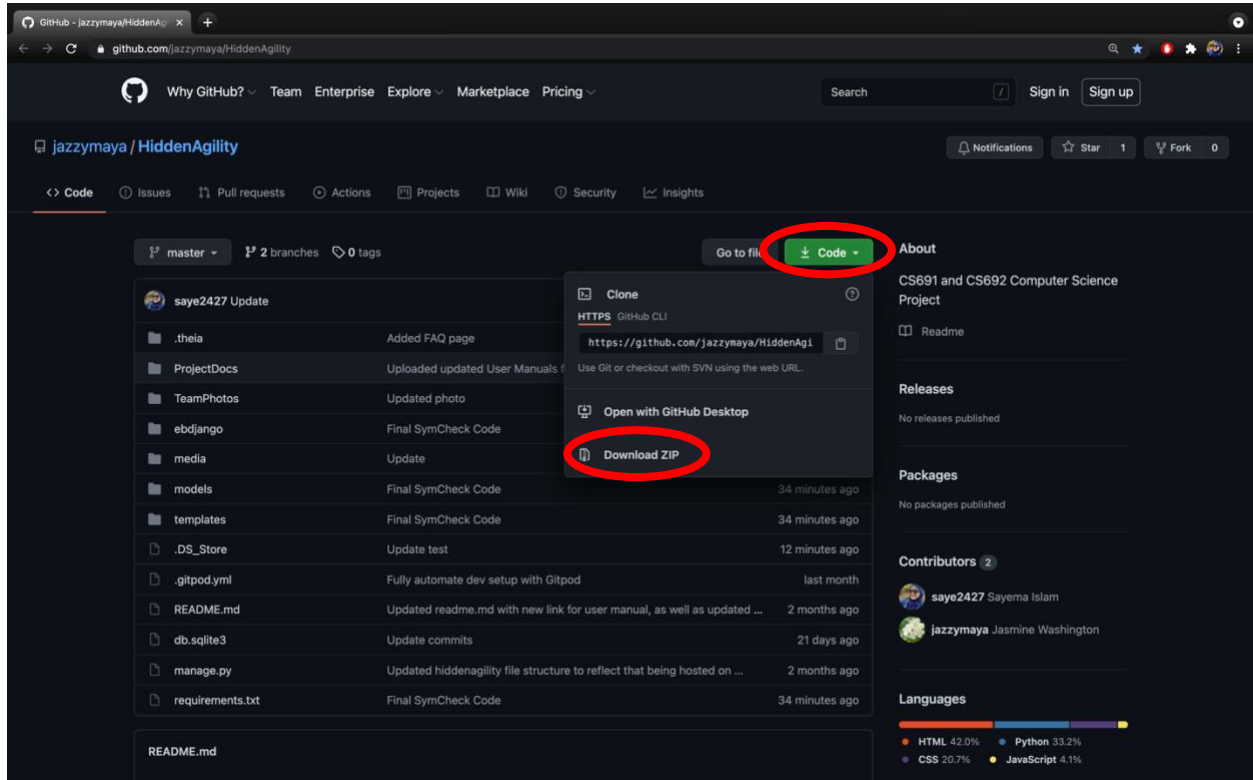 GitHub - jazzymaya/HiddenAg
github.com/jazzymaya/HiddenAgility
Why GitHub? Team Enterprise Explore Marketplace Pricing Search / Sign in Sign up
jazzymaya / HiddenAgility Notifications Star 1 Fork 0
<> Code Issues Pull requests Actions Projects Wiki Security Insights
master 2 branches 0 tags Go to file Code
About
CS691 and CS692 Computer Science
Project
Readme
saye2427 Update
.theia Added FAQ page
ProjectDocs Uploaded updated User Manuals
TeamPhotos Updated photo
ebdjango Final SymCheck Code
media Update
models Final SymCheck Code 34 minutes ago
templates Final SymCheck Code 34 minutes ago
.DS_Store Update test 12 minutes ago
.gitpod.yml Fully automate dev setup with Gitpod last month
README.md Updated readme.md with new link for user manual, as well as updated ... 2 months ago
db.sqlite3 Update commits 21 days ago
manage.py Updated hiddenagility file structure to reflect that being hosted on ... 2 months ago
requirements.txt Final SymCheck Code 34 minutes ago
README.md
Clone ?
HTTPS GitHub CLI
https://github.com/jazzymaya/HiddenAgi
Use Git or checkout with SVN using the web URL.
Open with GitHub Desktop
Download ZIP
Releases
No releases published
Packages
No packages published
Contributors 2
saye2427 Sayema Islam
jazzymaya Jasmine Washington
Languages
HTML 42.0% Python 33.2%
CSS 20.7% JavaScript 4.1%